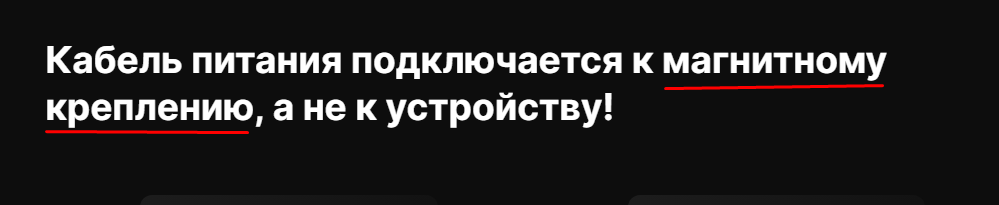 Кабель питания подключается к магнитному
креплению, а не к устройству!